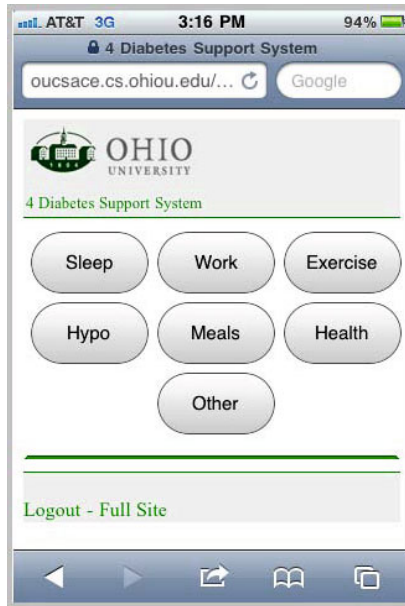 AT&T 3G 3:16 PM 94%
4 Diabetes Support System
oucsace.cs.ohiou.edu/... Google
OHIO
UNIVERSITY
1804
4 Diabetes Support System
Sleep Work Exercise
Hypo Meals Health
Other
Logout - Full Site